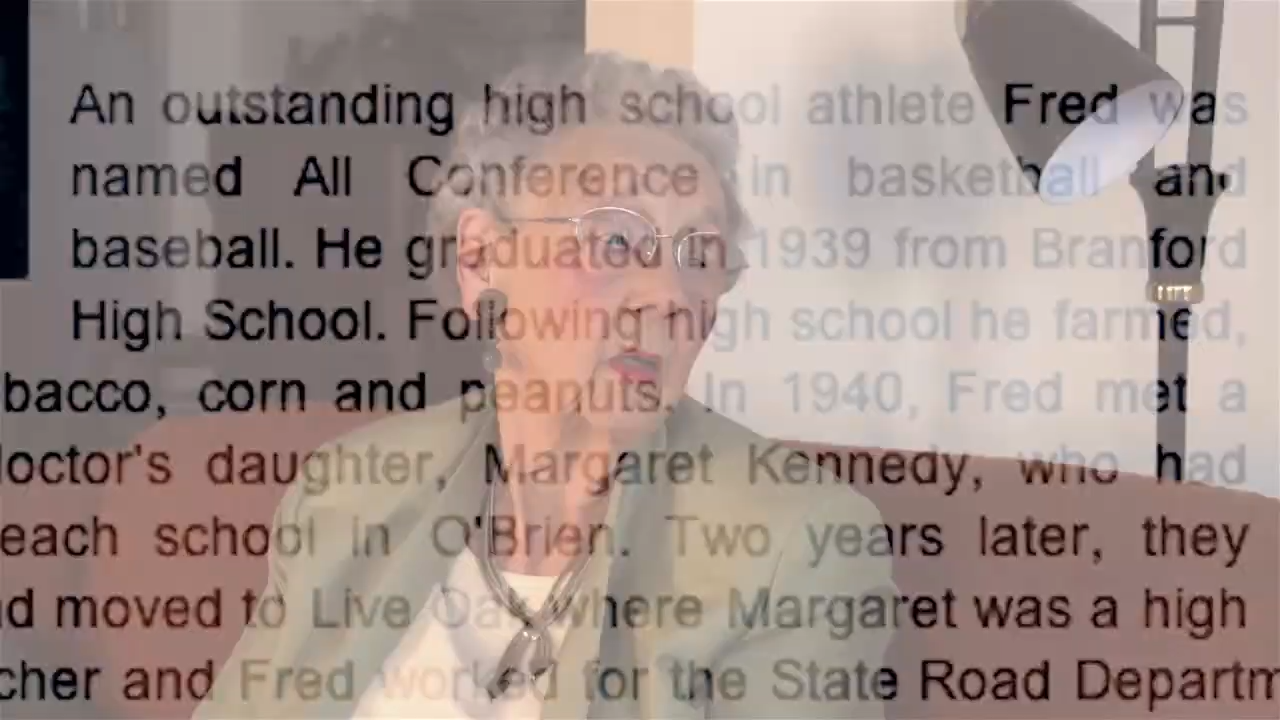 An outstanding high school athlete Fred was
named All Conference in basketball and
baseball. He graduated in 1939 from Branford
High School. Following high school he farmed,
bacco, corn and peanuts. In 1940, Fred met a
octor's daughter, Margaret Kennedy, who had
each school in O'Brien. Two years later, they
d moved to Live Oak where Margaret was a high
cher and Fred worked for the State Road Departm